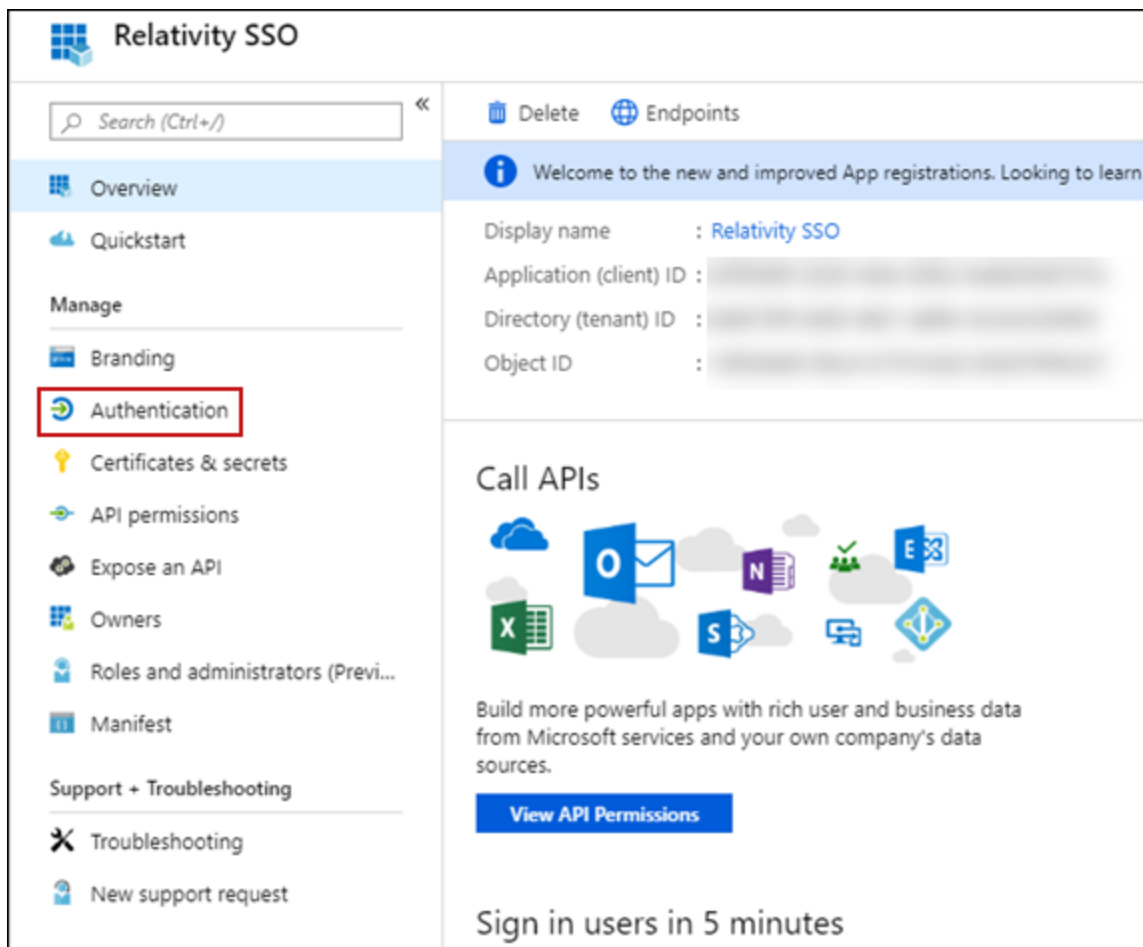 Relativity SSO
Search (Ctrl+/)
«
Overview
Quickstart
Manage
Branding
Authentication
Certificates & secrets
API permissions
Expose an API
Owners
Roles and administrators (Previ...
Manifest
Support + Troubleshooting
Troubleshooting
New support request
Delete
Endpoints
Welcome to the new and improved App registrations. Looking to learn
Display name : Relativity SSO
Application (client) ID :
Directory (tenant) ID :
Object ID :
Call APIs
O
N
E
X
S
Build more powerful apps with rich user and business data
from Microsoft services and your own company's data
sources.
View API Permissions
Sign in users in 5 minutes